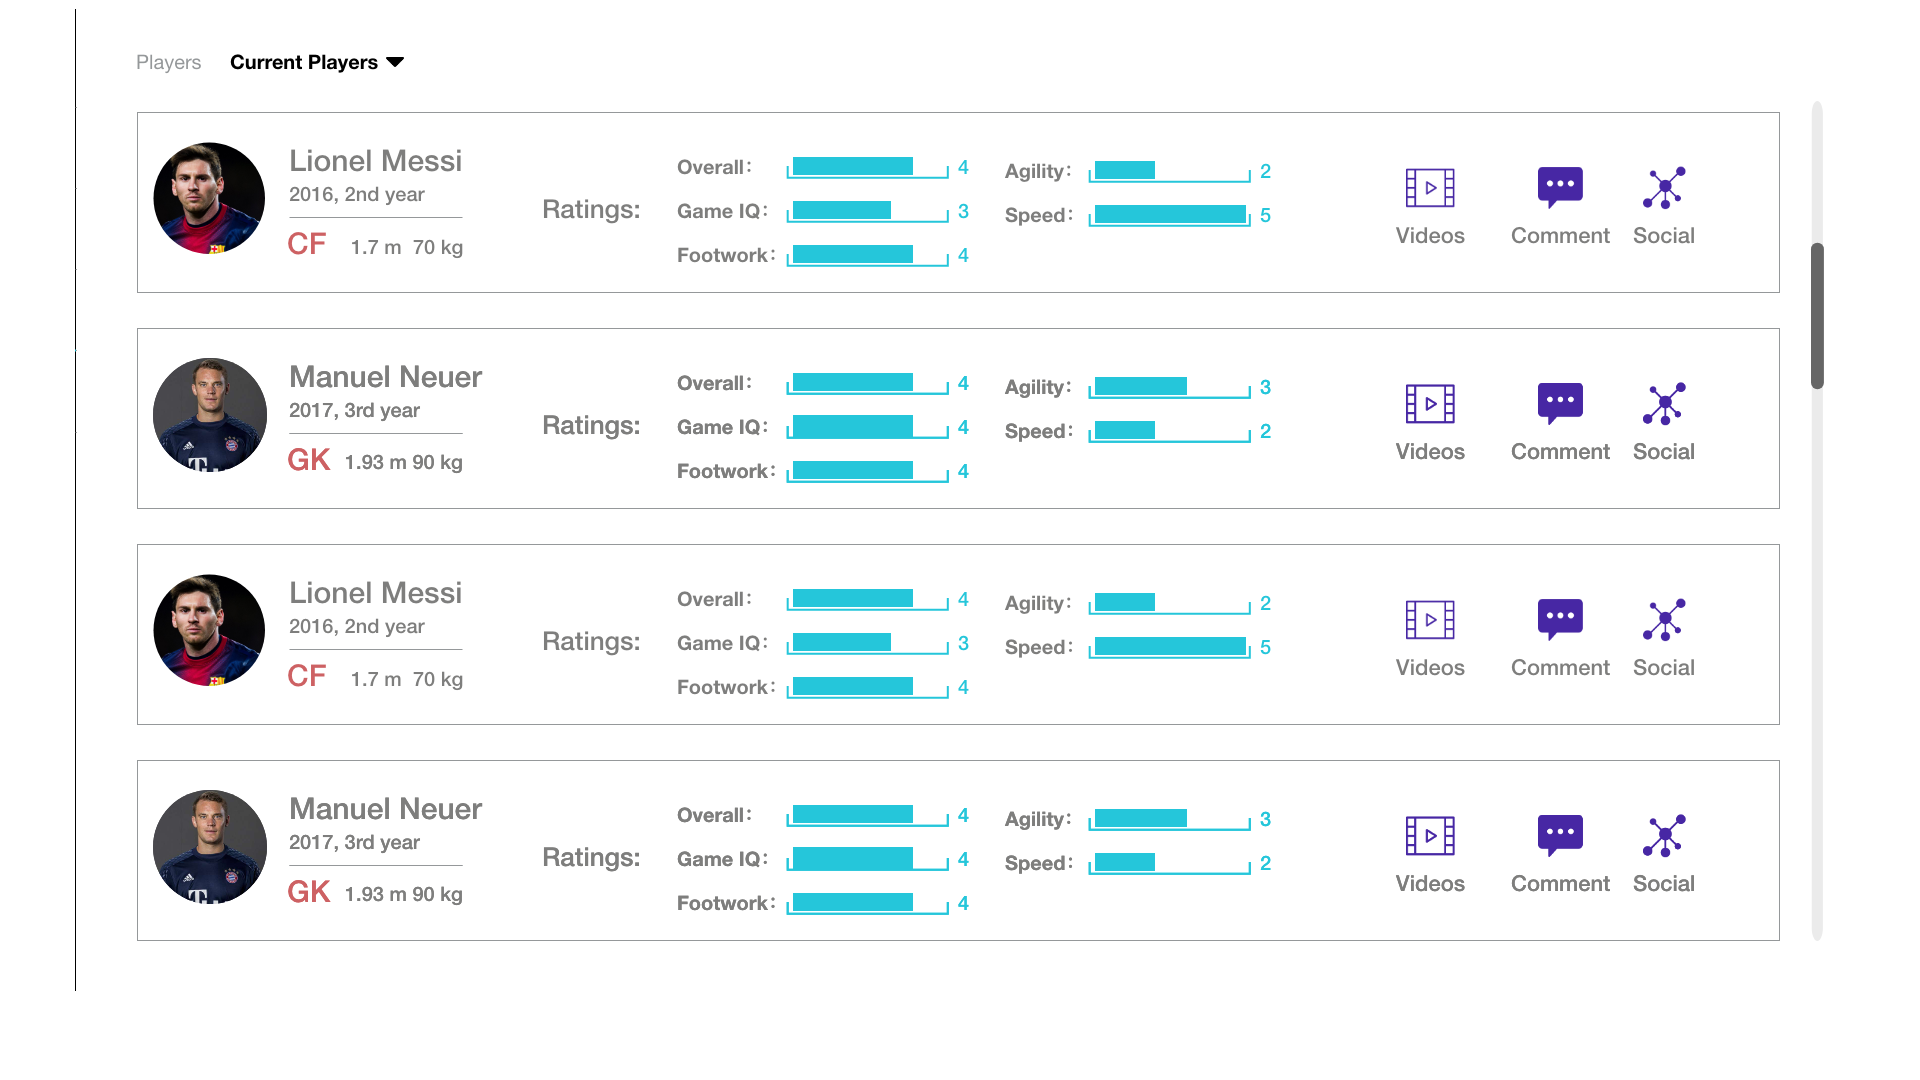 Players Current Players
Lionel Messi
2016, 2nd year
CF 1.7 m 70 kg
Ratings:
Overall: 4
Game IQ: 3
Footwork: 4
Agility: 2
Speed: 5
Videos Comment Social
Manuel Neuer
2017, 3rd year
GK 1.93 m 90 kg
Ratings:
Overall: 4
Game IQ: 4
Footwork: 4
Agility: 3
Speed: 2
Videos Comment Social
Lionel Messi
2016, 2nd year
CF 1.7 m 70 kg
Ratings:
Overall: 4
Game IQ: 3
Footwork: 4
Agility: 2
Speed: 5
Videos Comment Social
Manuel Neuer
2017, 3rd year
GK 1.93 m 90 kg
Ratings:
Overall: 4
Game IQ: 4
Footwork: 4
Agility: 3
Speed: 2
Videos Comment Social